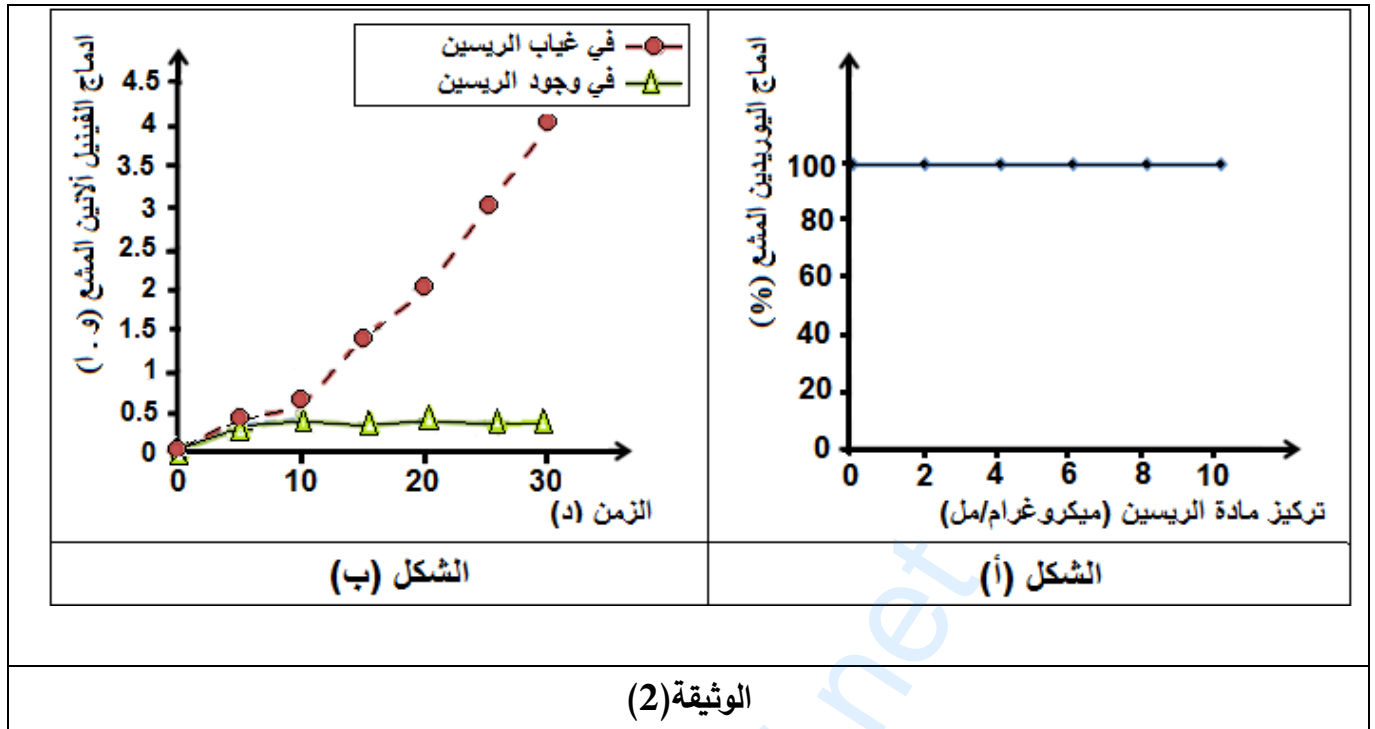 ادماج اليوريدين المشع (%)
100
80
60
40
20
0
0 2 4 6 8 10
تركيز مادة الريسين (ميكروغرام/مل)
الشكل (أ)
في غياب الريسين
في وجود الريسين
ادماج الفينيل ألانين المشع (و . ا)
4.5
4
3.5
3
2.5
2
1.5
1
0.5
0
0 10 20 30
الزمن (د)
الشكل (ب)
الوثيقة(2)
net